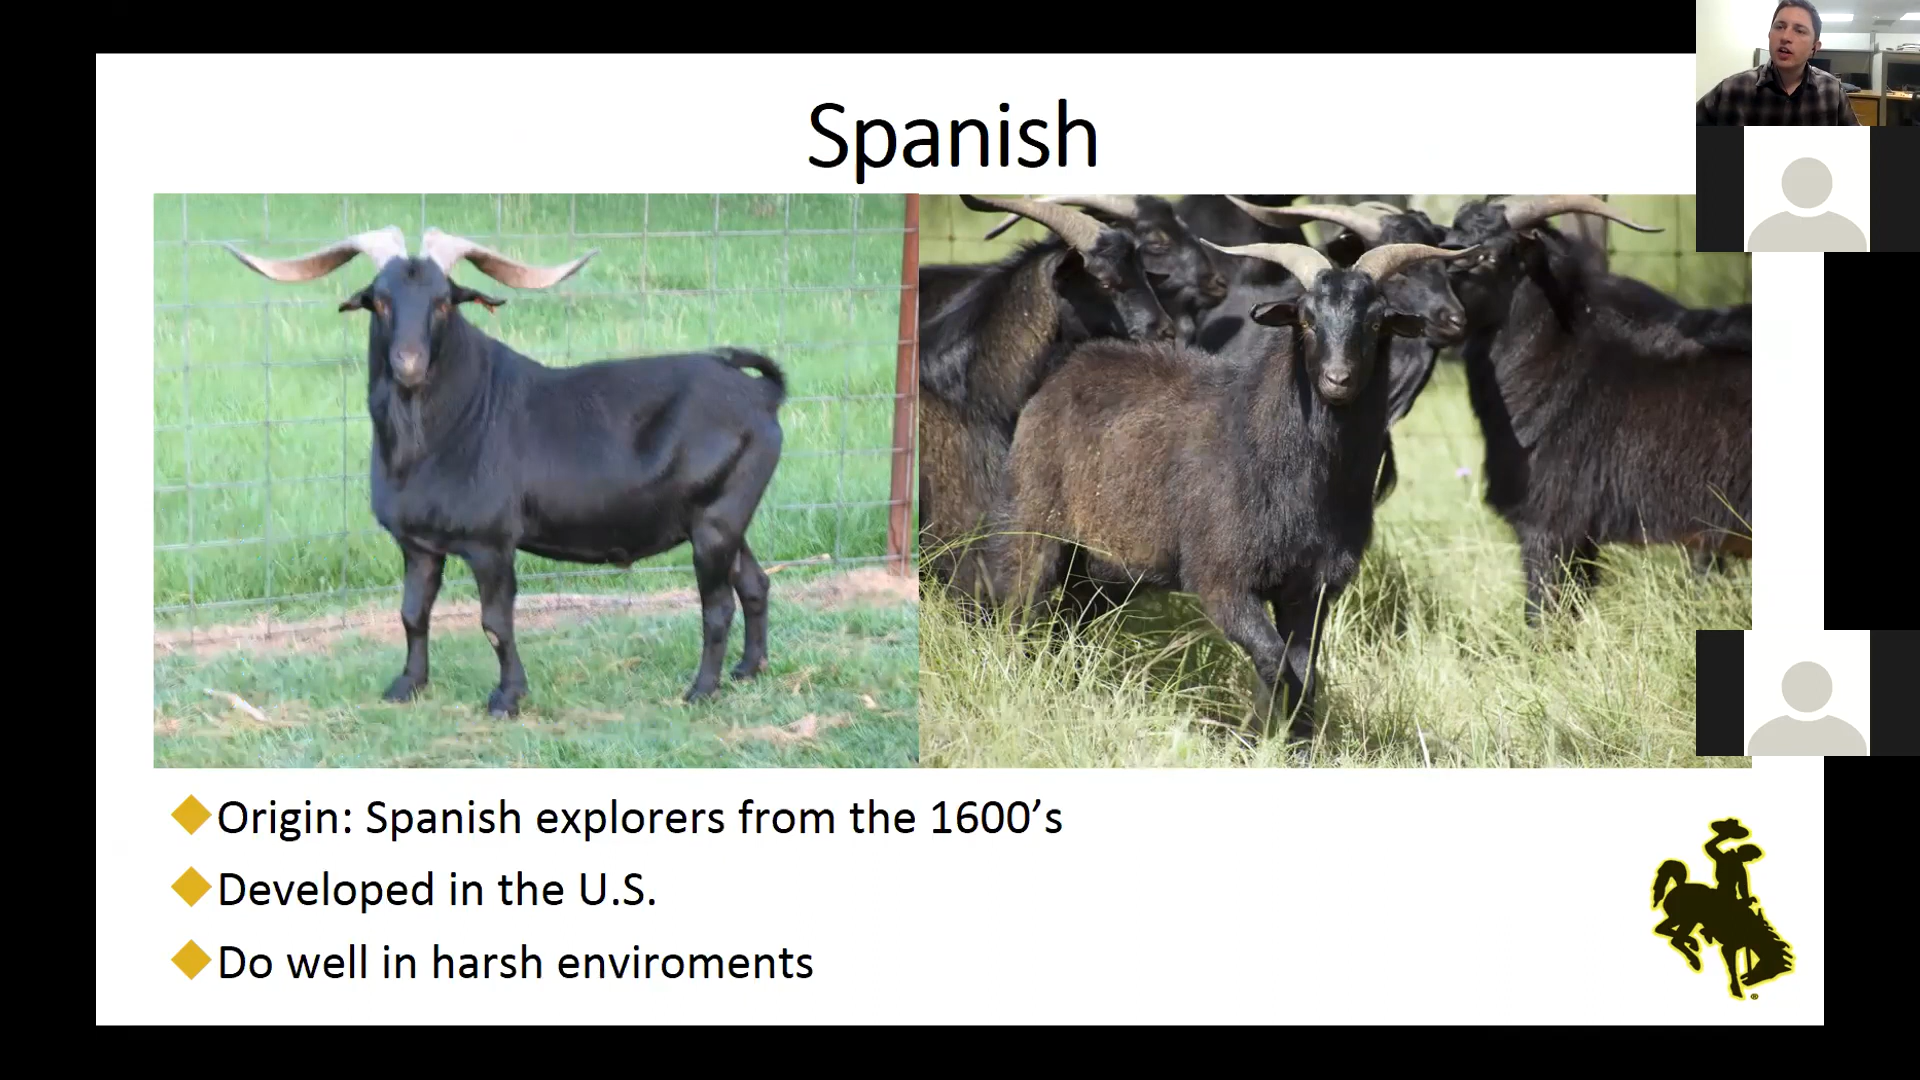 Spanish
Origin: Spanish explorers from the 1600’s
Developed in the U.S.
Do well in harsh enviroments